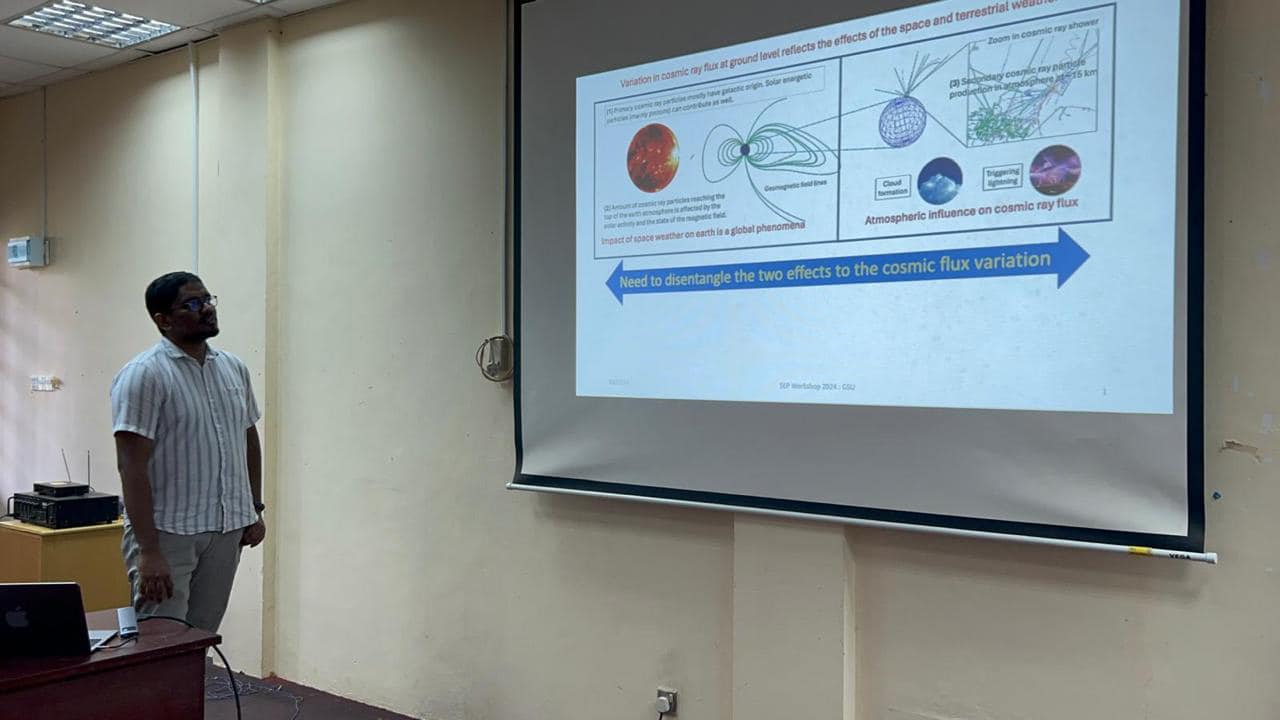 Variation in cosmic ray flux at ground level reflects the effects of the space and terrestrial weather
(1) Primary cosmic ray particles mostly have galactic origin. Solar energetic
particles (mainly protons) can contribute as well.
Geomagnetic field lines
(2) Amount of cosmic ray particles reaching the
top of the earth atmosphere is affected by the
solar activity and the state of the magnetic field.
Impact of space weather on earth is a global phenomena
Zoom in cosmic ray shower
(3) Secondary cosmic ray particle
production in atmosphere at ~15 km
Cloud
formation
Triggering
lightning
Atmospheric influence on cosmic ray flux
Need to disentangle the two effects to the cosmic flux variation
SEP Workshop 2024: GSU
VEGA